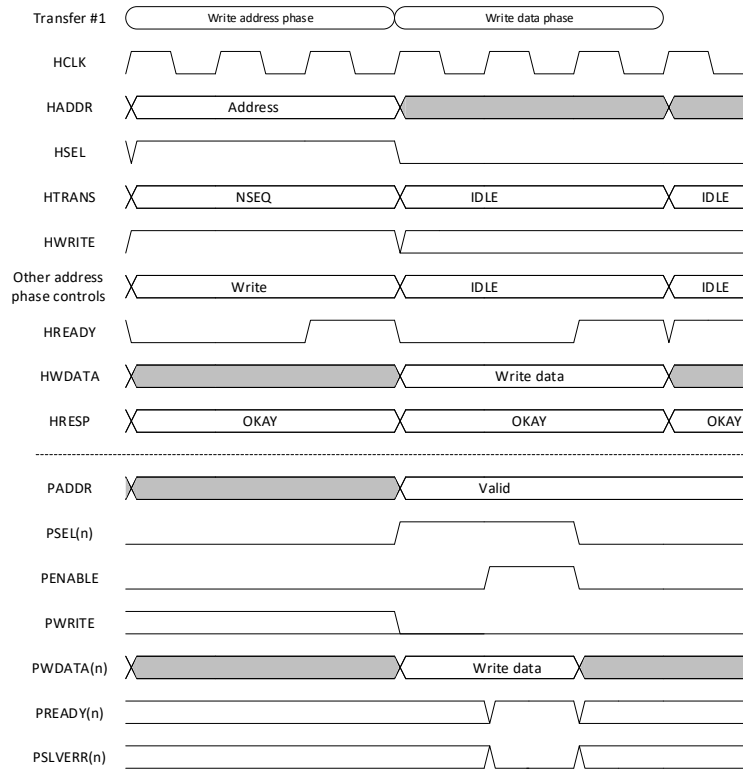 Transfer #1 Write address phase Write data phase
HCLK
HADDR Address
HSEL
HTRANS NSEQ IDLE IDLE
HWRITE
Other address
phase controls Write IDLE IDLE
HREADY
HWDATA Write data
HRESP OKAY OKAY OKAY
PADDR Valid
PSEL(n)
PENABLE
PWRITE
PWDATA(n) Write data
PREADY(n)
PSLVERR(n)